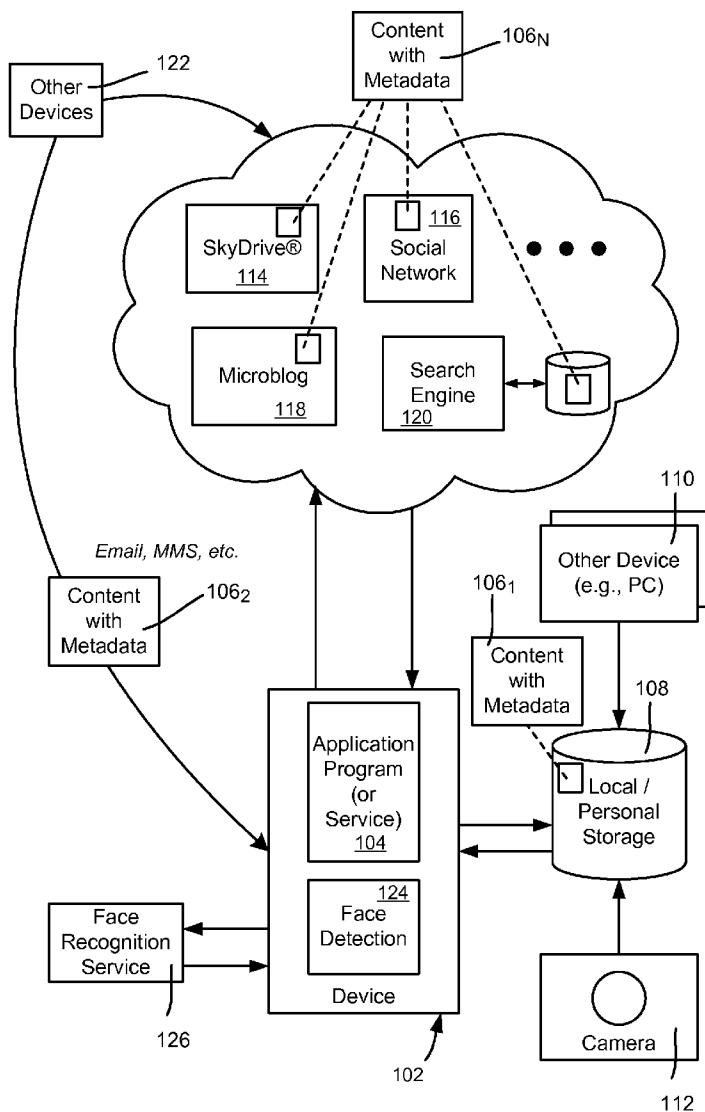 Content
with
Metadata
106N
122
Other
Devices
SkyDrive®
114
116
Social
Network
Microblog
118
Search
Engine
120
110
Other Device
(e.g., PC)
Email, MMS, etc.
Content
with
Metadata
1062
1061
Content
with
Metadata
108
Local /
Personal
Storage
Application
Program
(or
Service)
104
124
Face
Detection
Device
102
Face
Recognition
Service
126
Camera
112